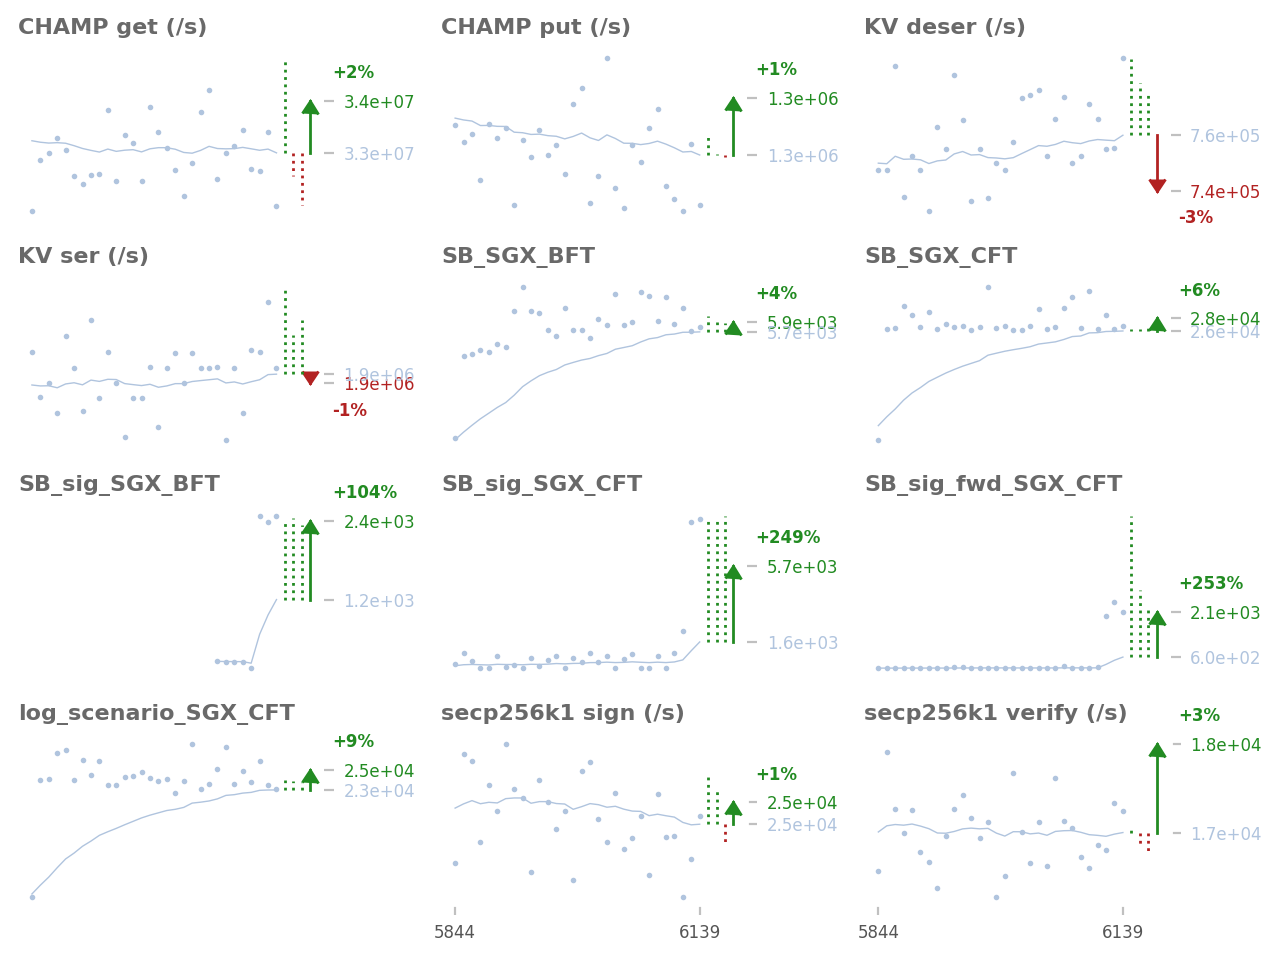 CHAMP get (/s)
+2%
3.4e+07
3.3e+07
CHAMP put (/s)
+1%
1.3e+06
1.3e+06
KV deser (/s)
7.6e+05
7.4e+05
-3%
KV ser (/s)
1.9e+06
1.9e+06
-1%
SB_SGX_BFT
+4%
5.9e+03
5.7e+03
SB_SGX_CFT
+6%
2.8e+04
2.6e+04
SB_sig_SGX_BFT
+104%
2.4e+03
1.2e+03
SB_sig_SGX_CFT
+249%
5.7e+03
1.6e+03
SB_sig_fwd_SGX_CFT
+253%
2.1e+03
6.0e+02
log_scenario_SGX_CFT
+9%
2.5e+04
2.3e+04
secp256k1 sign (/s)
+1%
2.5e+04
2.5e+04
5844
6139
secp256k1 verify (/s)
+3%
1.8e+04
1.7e+04
5844
6139